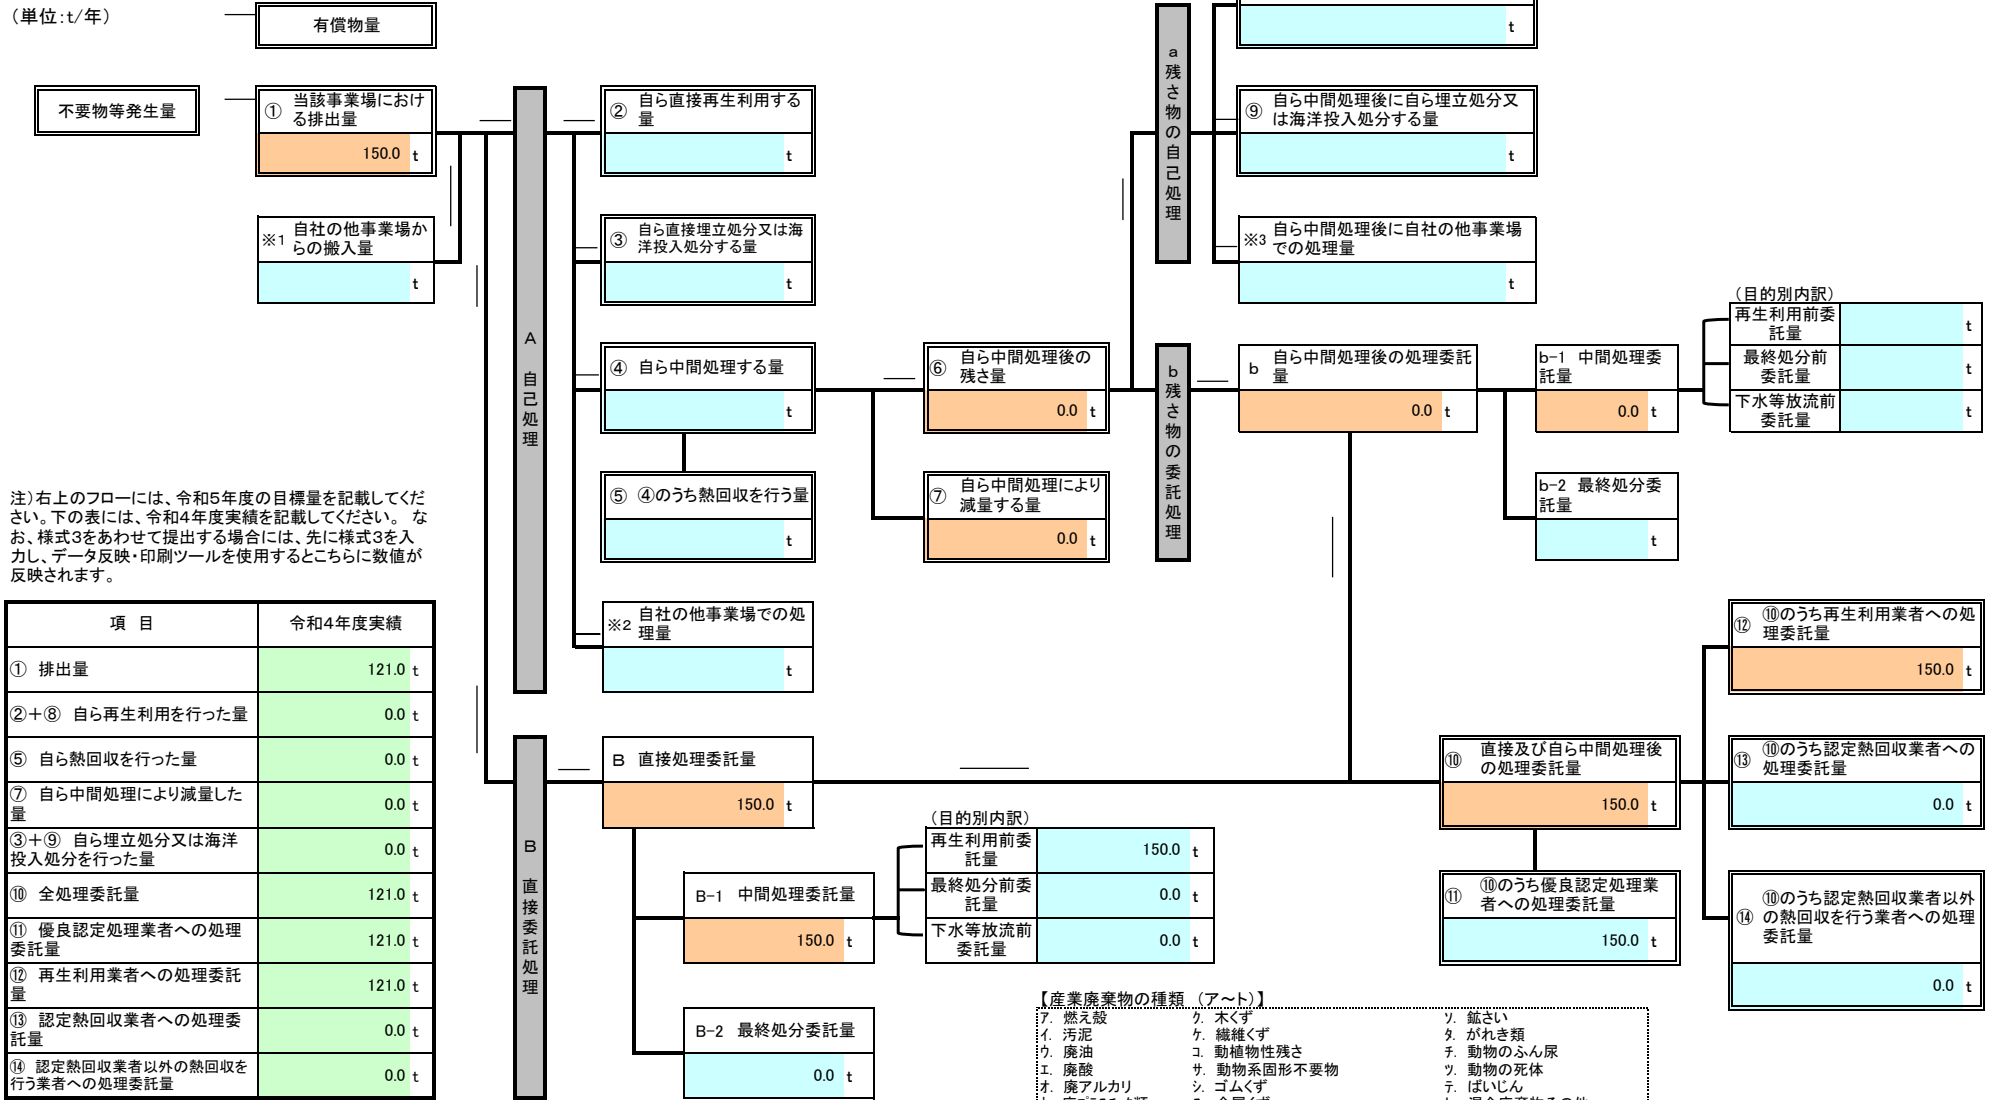 （単位：ｔ/年）
有償物量
t
不要物等発生量
① 当該事業場におけ
る排出量
150.0 t
※1 自社の他事業場か
らの搬入量
t
A 自己処理
② 自ら直接再生利用する
量
t
③ 自ら直接埋立処分又は海
洋投入処分する量
t
④ 自ら中間処理する量
t
⑤ ④のうち熱回収を行う量
t
※2 自社の他事業場での処
理量
t
⑥ 自ら中間処理後の
残さ量
0.0 t
⑦ 自ら中間処理により
減量する量
0.0 t
a 残さ物の自己処理
⑨ 自ら中間処理後に自ら埋立処分又
は海洋投入処分する量
t
※3 自ら中間処理後に自社の他事業場
での処理量
t
b 残さ物の委託処理
b 自ら中間処理後の処理委託
量
0.0 t
b-1 中間処理委
託量
0.0 t
b-2 最終処分委
託量
t
（目的別内訳）
再生利用前委
託量
t
最終処分前
委託量
t
下水等放流前
委託量
t
注）右上のフローには、令和５年度の目標量を記載してくだ
さい。下の表には、令和４年度実績を記載してください。 な
お、様式３をあわせて提出する場合には、先に様式３を入
力し、データ反映・印刷ツールを使用するとこちらに数値が
反映されます。
項 目 令和４年度実績
① 排出量 121.0 t
②＋⑧ 自ら再生利用を行った量 0.0 t
⑤ 自ら熱回収を行った量 0.0 t
⑦ 自ら中間処理により減量した
量 0.0 t
③＋⑨ 自ら埋立処分又は海洋
投入処分を行った量 0.0 t
⑩ 全処理委託量 121.0 t
⑪ 優良認定処理業者への処理
委託量 121.0 t
⑫ 再生利用業者への処理委託
量 121.0 t
⑬ 認定熱回収業者への処理委
託量 0.0 t
⑭ 認定熱回収業者以外の熱回収を
行う業者への処理委託量 0.0 t
B 直接委託処理
B 直接処理委託量
150.0 t
B-1 中間処理委託量
150.0 t
B-2 最終処分委託量
0.0 t
（目的別内訳）
再生利用前委
託量
150.0 t
最終処分前委
託量
0.0 t
下水等放流前
委託量
0.0 t
⑩ 直接及び自ら中間処理後
の処理委託量
150.0 t
⑪ ⑩のうち優良認定処理業
者への処理委託量
150.0 t
⑫ ⑩のうち再生利用業者への処
理委託量
150.0 t
⑬ ⑩のうち認定熱回収業者への
処理委託量
0.0 t
⑭ ⑩のうち認定熱回収業者以外
の熱回収を行う業者への処理
委託量
0.0 t
【産業廃棄物の種類 （ア～ト）】
ｱ. 燃え殻 ｸ. 木くず ｿ. 鉱さい
ｲ. 汚泥 ｹ. 繊維くず ﾀ. がれき類
ｳ. 廃油 ｺ. 動植物性残さ ﾁ. 動物のふん尿
ｴ. 廃酸 ｻ. 動物系固形不要物 ﾂ. 動物の死体
ｵ. 廃アルカリ ｼ. ゴムくず ﾃ. ばいじん